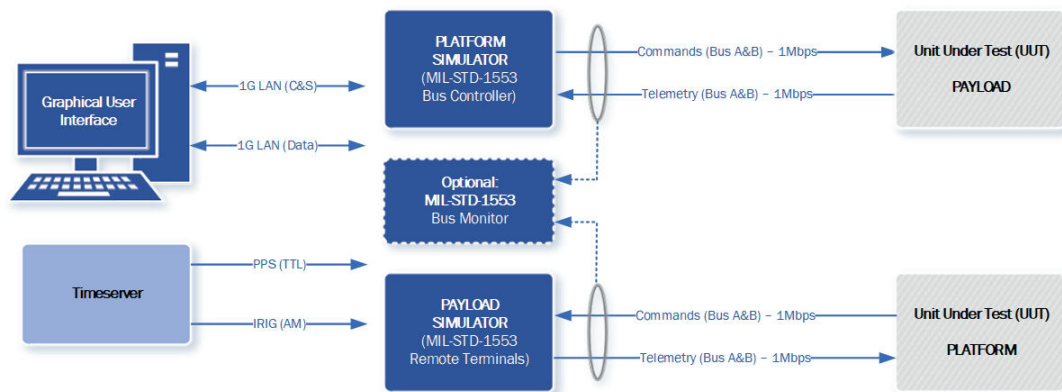 Graphical User
Interface
1G LAN (C&S)
1G LAN (Data)
PLATFORM
SIMULATOR
(MIL-STD-1553
Bus Controller)
Commands (Bus A&B) – 1Mbps
Telemetry (Bus A&B) – 1Mbps
Unit Under Test (UUT)
PAYLOAD
Optional:
MIL-STD-1553
Bus Monitor
Timeserver
PPS (TTL)
IRIG (AM)
PAYLOAD
SIMULATOR
(MIL-STD-1553
Remote Terminals)
Commands (Bus A&B) – 1Mbps
Telemetry (Bus A&B) – 1Mbps
Unit Under Test (UUT)
PLATFORM